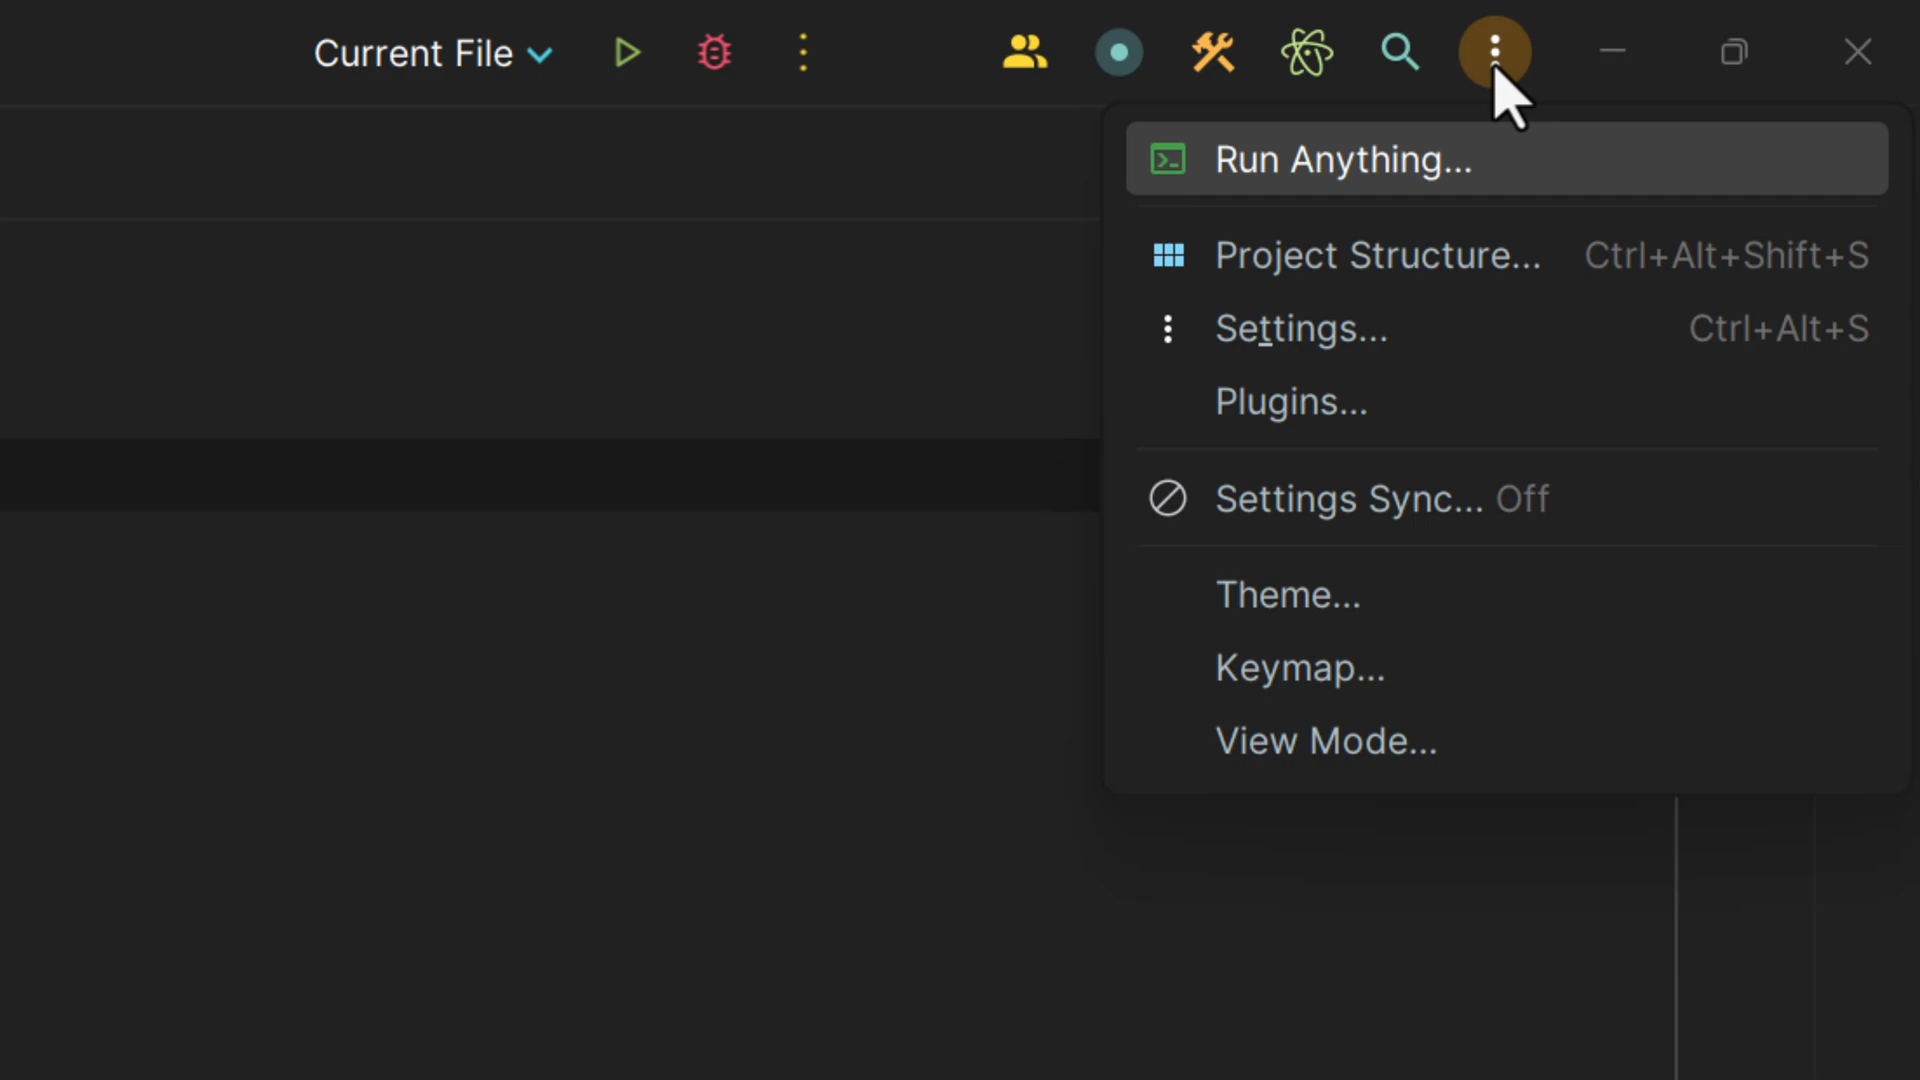 Current File
Run Anything...
Project Structure... Ctrl+Alt+Shift+S
Settings... Ctrl+Alt+S
Plugins...
Settings Sync... Off
Theme...
Keymap...
View Mode...